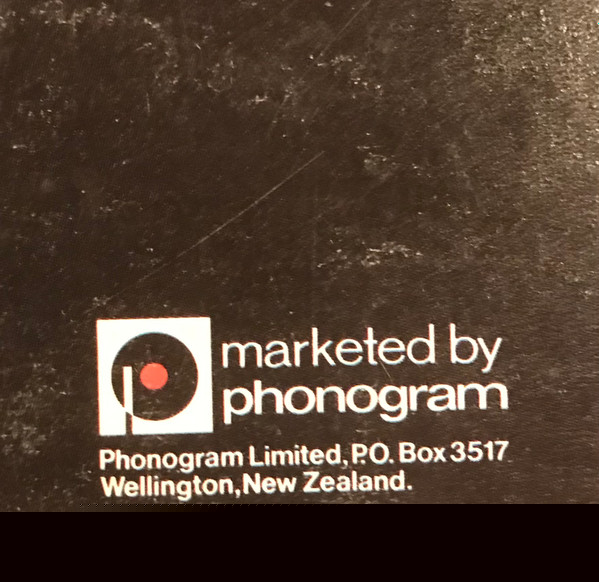 marketed by
phonogram
Phonogram Limited, P.O. Box 3517
Wellington, New Zealand.